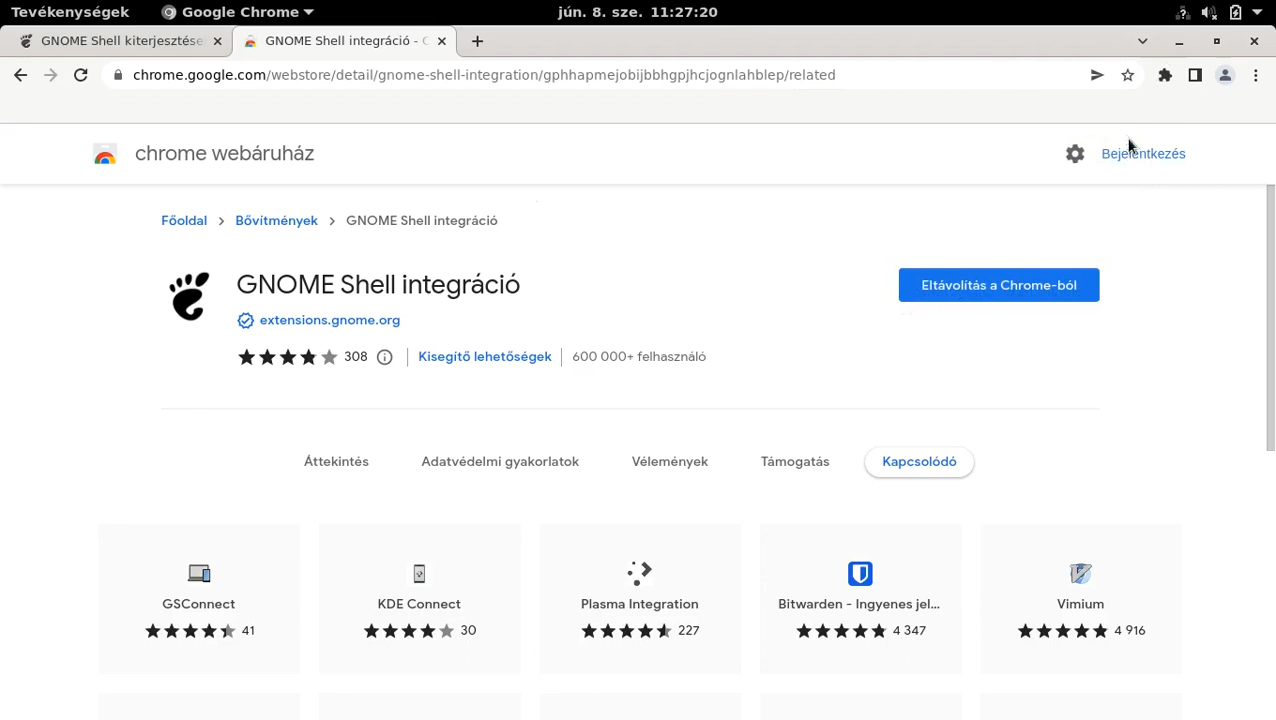 Tevékenységek Google Chrome jún. 8. sze. 11:27:20
GNOME Shell kiterjesztése GNOME Shell integráció - C
chrome.google.com/webstore/detail/gnome-shell-integration/gphhapmejobijbbhgpjhcjognlahblep/related
chrome webáruház Bejelentkezés
Főoldal Bővítmények GNOME Shell integráció
GNOME Shell integráció Eltávolítás a Chrome-ból
extensions.gnome.org
308 Kisegítő lehetőségek 600 000+ felhasználó
Áttekintés Adatvédelmi gyakorlatok Vélemények Támogatás Kapcsolódó
GSConnect KDE Connect Plasma Integration Bitwarden - Ingyenes jel... Vimium
41 30 227 4 347 4 916